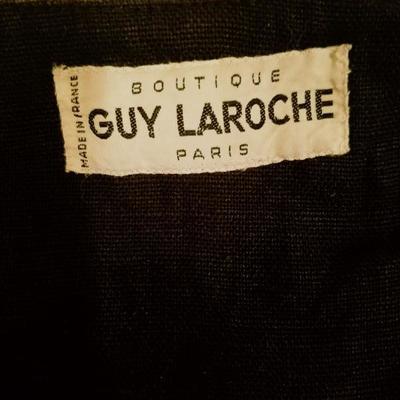 BOUTIQUE
GUY LAROCHE
PARIS
MADE IN FRANCE